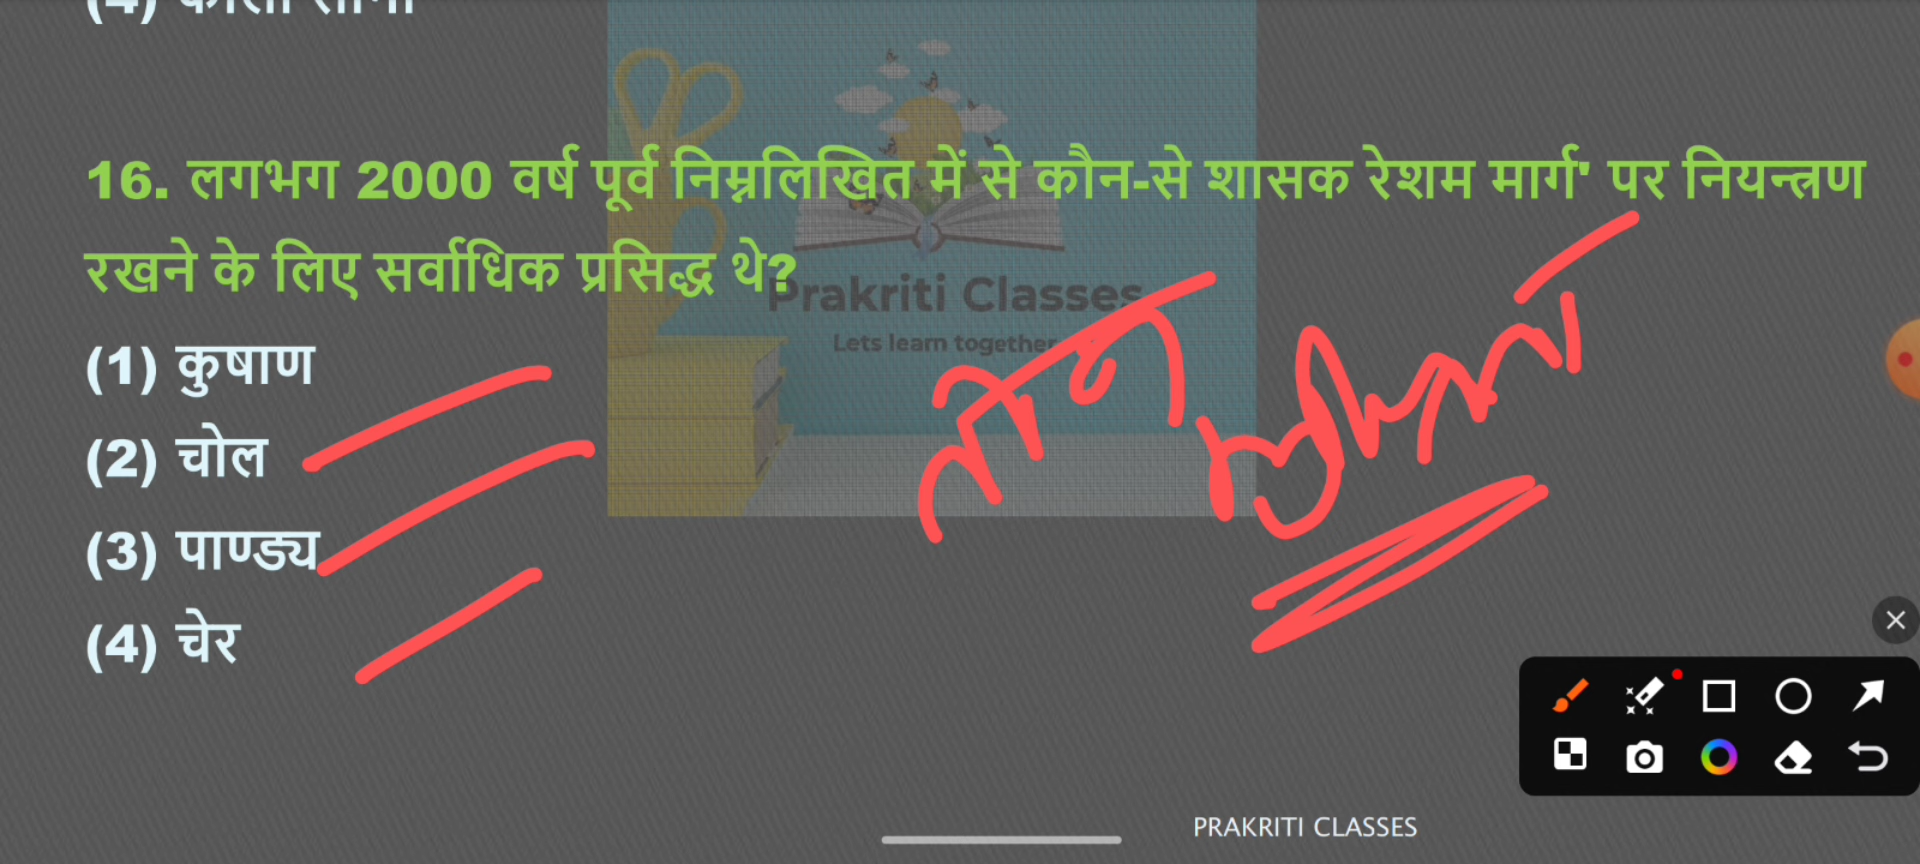 16. लगभग 2000 वर्ष पूर्व निम्नलिखित में से कौन-से शासक रेशम मार्ग' पर नियन्त्रण
रखने के लिए सर्वाधिक प्रसिद्ध थे?
Prakriti Classes
Lets learn together
(1) कुषाण
(2) चोल
(3) पाण्ड्य
(4) चेर
PRAKRITI CLASSES